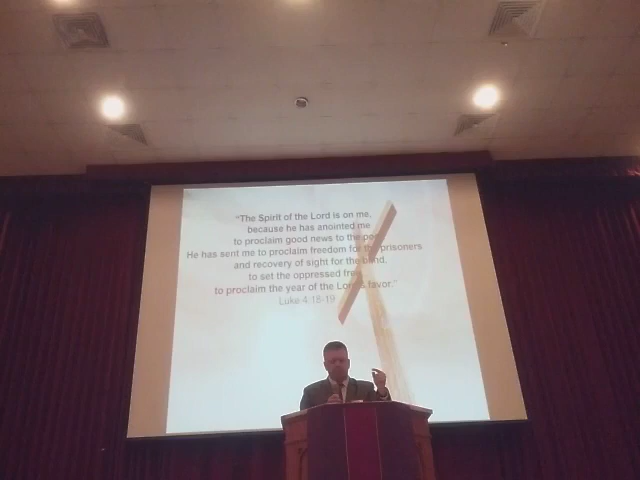 "The Spirit of the Lord is on me,
because he has anointed me
to proclaim good news to the poor.
He has sent me to proclaim freedom for the prisoners
and recovery of sight for the blind,
to set the oppressed free,
to proclaim the year of the Lord's favor."
Luke 4:18-19